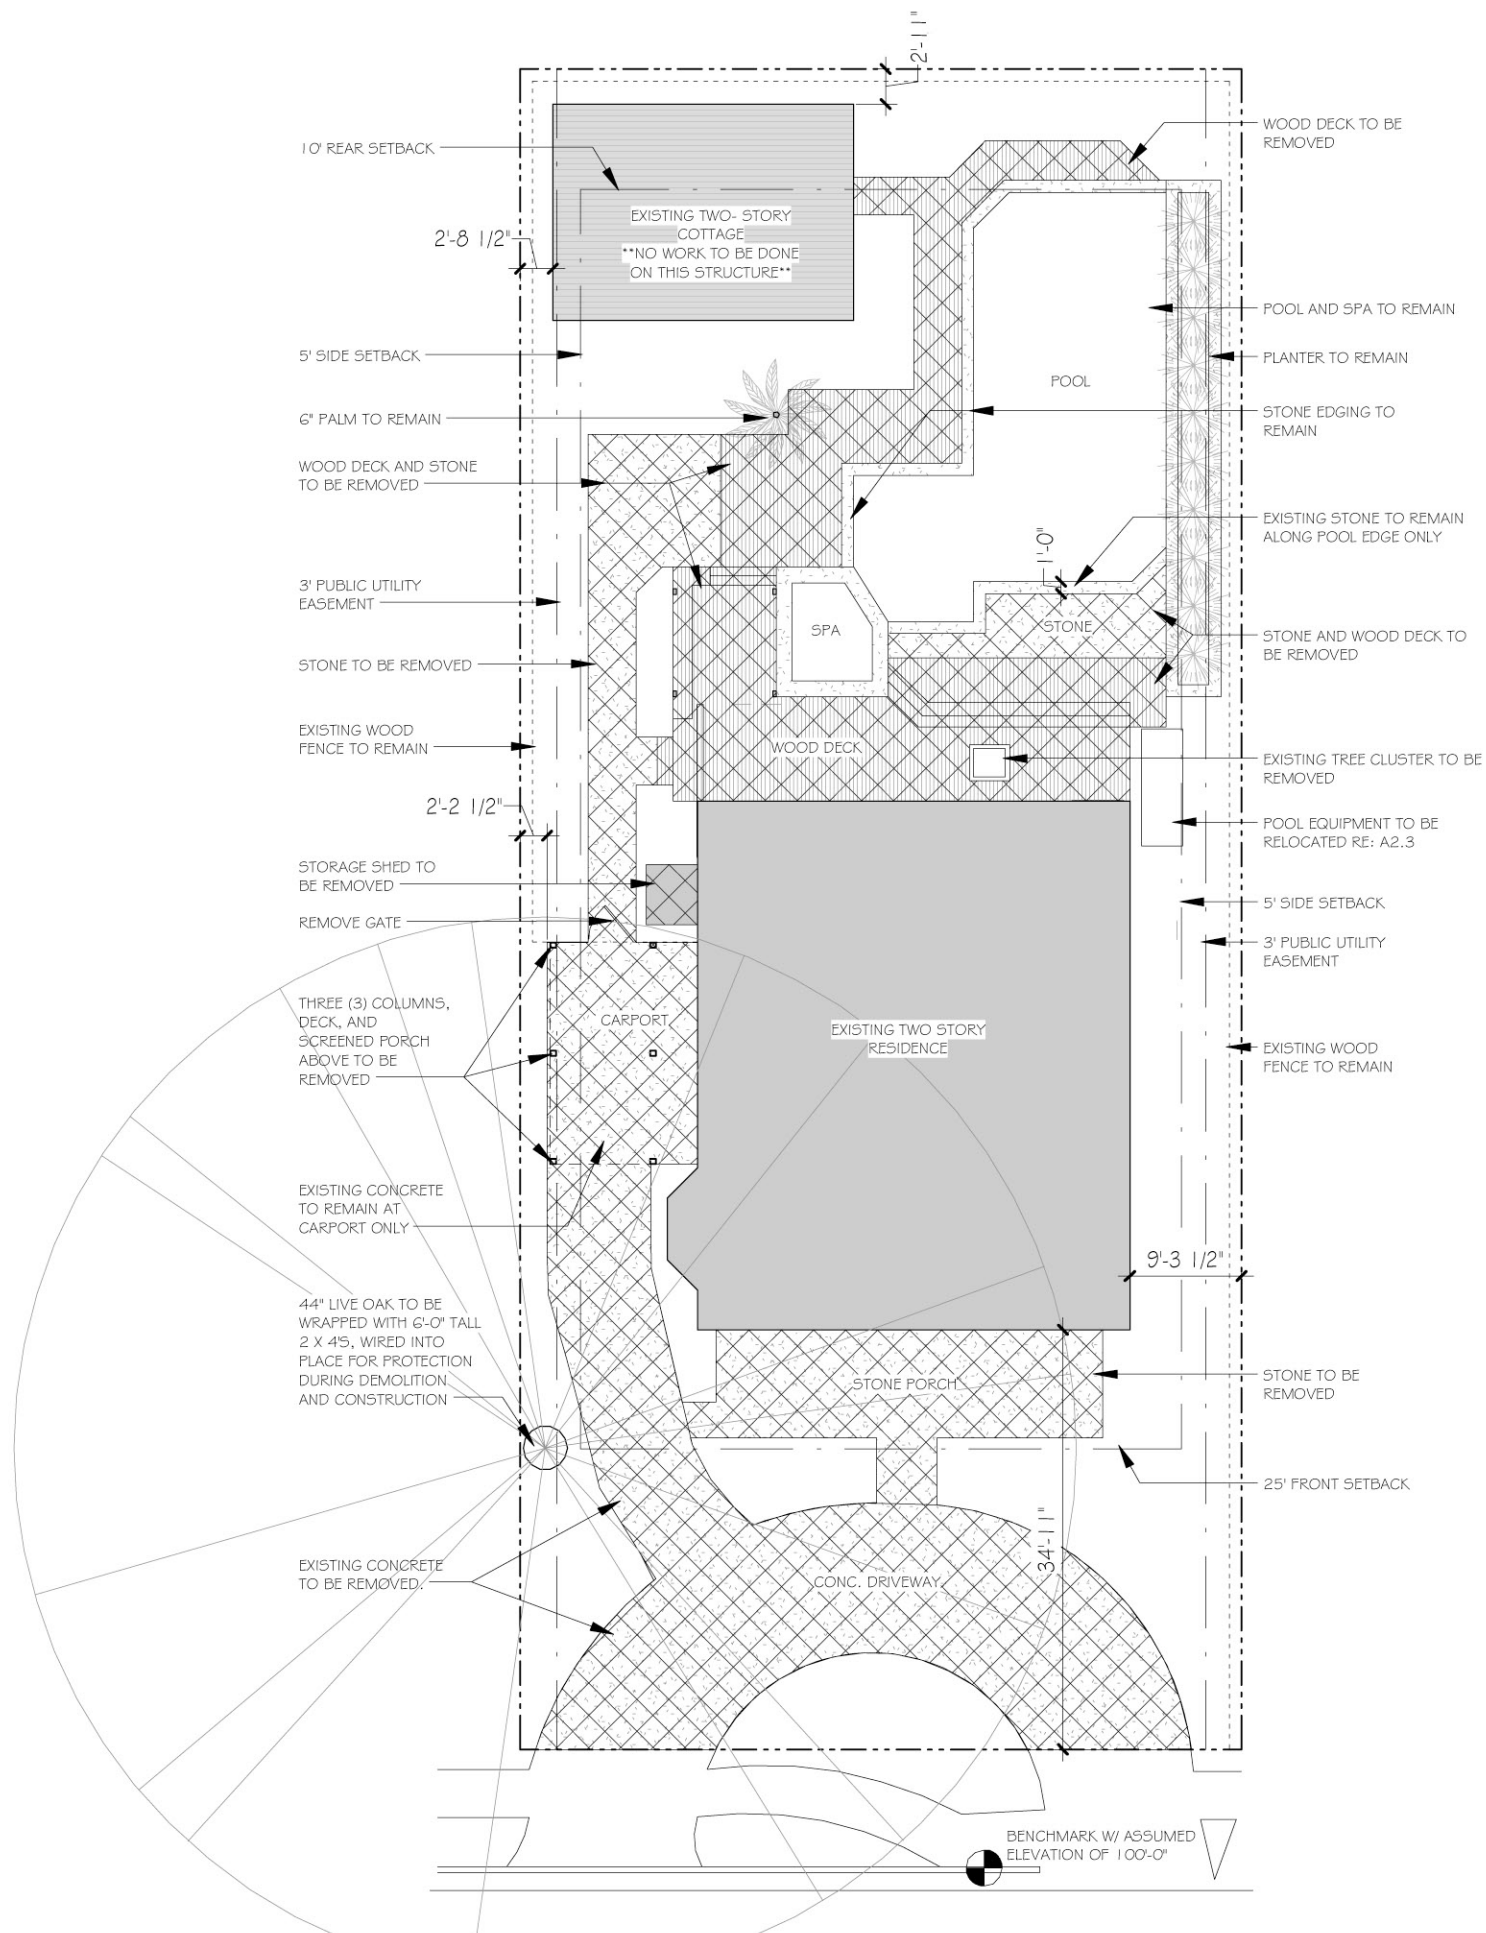 2'-11"
WOOD DECK TO BE
REMOVED
10' REAR SETBACK
EXISTING TWO- STORY
COTTAGE
**NO WORK TO BE DONE
ON THIS STRUCTURE**
2'-8 1/2"
POOL AND SPA TO REMAIN
5' SIDE SETBACK
PLANTER TO REMAIN
POOL
6" PALM TO REMAIN
STONE EDGING TO
REMAIN
WOOD DECK AND STONE
TO BE REMOVED
EXISTING STONE TO REMAIN
ALONG POOL EDGE ONLY
1'-0"
3' PUBLIC UTILITY
EASEMENT
SPA
STONE
STONE AND WOOD DECK TO
BE REMOVED
STONE TO BE REMOVED
EXISTING WOOD
FENCE TO REMAIN
WOOD DECK
EXISTING TREE CLUSTER TO BE
REMOVED
2'-2 1/2"
POOL EQUIPMENT TO BE
RELOCATED RE: A2.3
STORAGE SHED TO
BE REMOVED
5' SIDE SETBACK
REMOVE GATE
3' PUBLIC UTILITY
EASEMENT
THREE (3) COLUMNS,
DECK, AND
SCREENED PORCH
ABOVE TO BE
REMOVED
CARPORT
EXISTING TWO STORY
RESIDENCE
EXISTING WOOD
FENCE TO REMAIN
EXISTING CONCRETE
TO REMAIN AT
CARPORT ONLY
9'-3 1/2"
44" LIVE OAK TO BE
WRAPPED WITH 6'-0" TALL
2 X 4'S, WIRED INTO
PLACE FOR PROTECTION
DURING DEMOLITION
AND CONSTRUCTION
STONE PORCH
STONE TO BE
REMOVED
25' FRONT SETBACK
34'-11"
EXISTING CONCRETE
TO BE REMOVED.
CONC. DRIVEWAY
BENCHMARK W/ ASSUMED
ELEVATION OF 100'-0"